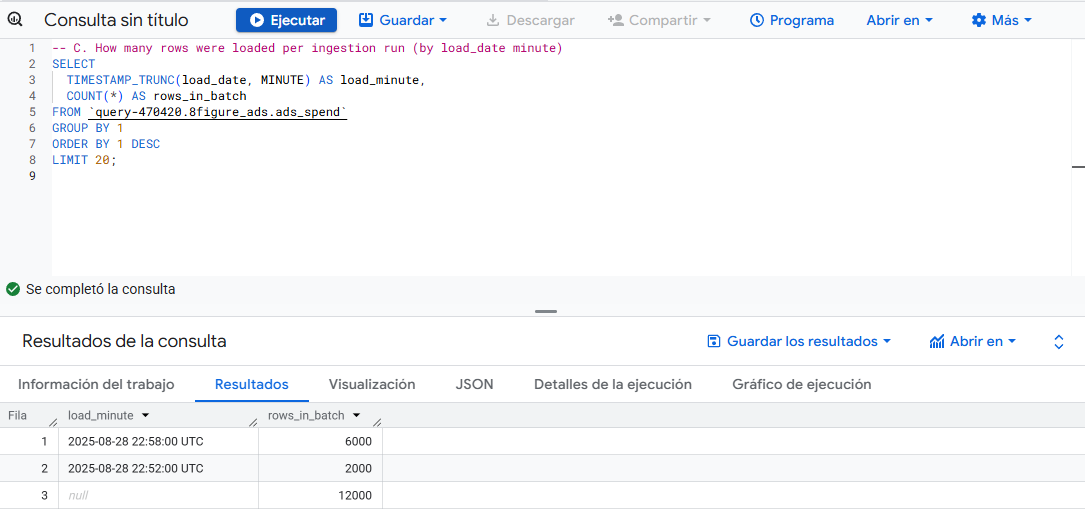 Consulta sin título Ejecutar Guardar Descargar Compartir Programa Abrir en Más
1 -- C. How many rows were loaded per ingestion run (by load_date minute)
2 SELECT
3 TIMESTAMP_TRUNC(load_date, MINUTE) AS load_minute,
4 COUNT(*) AS rows_in_batch
5 FROM `query-470420.8figure_ads.ads_spend`
6 GROUP BY 1
7 ORDER BY 1 DESC
8 LIMIT 20;
9
Se completó la consulta
Resultados de la consulta Guardar los resultados Abrir en
Información del trabajo Resultados Visualización JSON Detalles de la ejecución Gráfico de ejecución
Fila load_minute rows_in_batch
1 2025-08-28 22:58:00 UTC 6000
2 2025-08-28 22:52:00 UTC 2000
3 null 12000